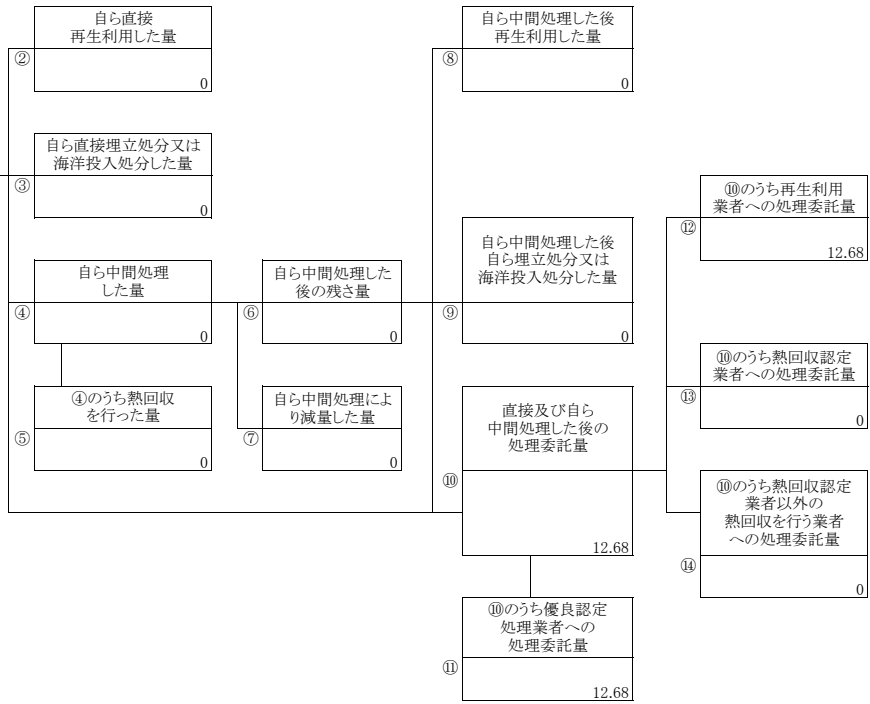 自ら直接
再生利用した量
②
0
自ら直接埋立処分又は
海洋投入処分した量
③
0
自ら中間処理
した量
④
0
④のうち熱回収
を行った量
⑤
0
自ら中間処理した
後の残さ量
⑥
0
自ら中間処理によ
り減量した量
⑦
0
自ら中間処理した後
再生利用した量
⑧
0
自ら中間処理した後
自ら埋立処分又は
海洋投入処分した量
⑨
0
直接及び自ら
中間処理した後の
処理委託量
⑩
12.68
⑩のうち優良認定
処理業者への
処理委託量
⑪
12.68
⑩のうち再生利用
業者への処理委託量
⑫
12.68
⑩のうち熱回収認定
業者への処理委託量
⑬
0
⑩のうち熱回収認定
業者以外の
熱回収を行う業者
への処理委託量
⑭
0